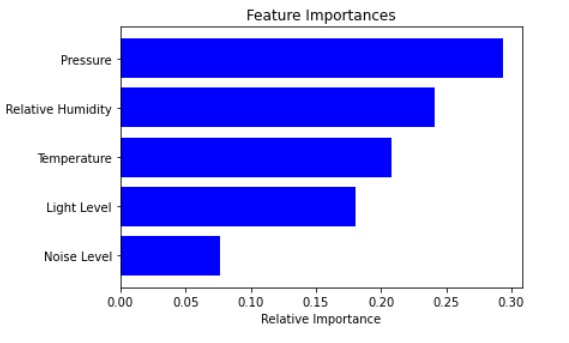 Feature Importances
Pressure
Relative Humidity
Temperature
Light Level
Noise Level
0.00 0.05 0.10 0.15 0.20 0.25 0.30
Relative Importance